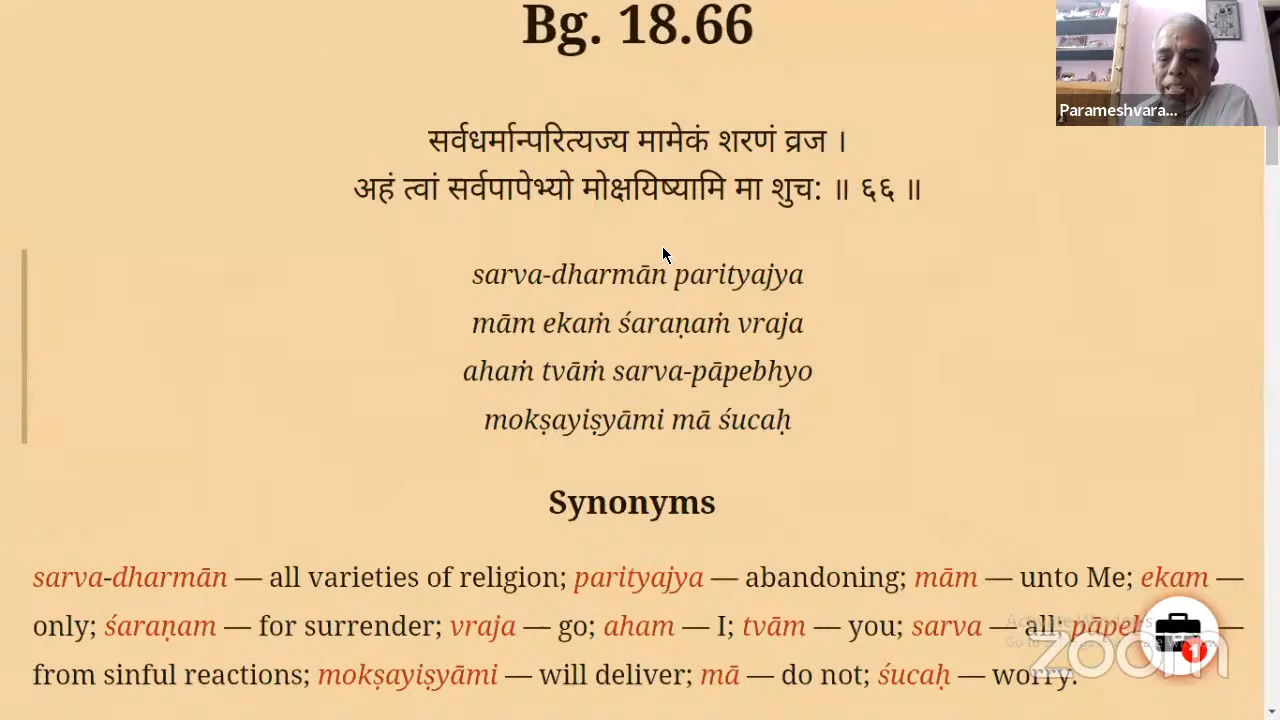 Bg. 18.66
Parameshvara...
सर्वधर्मान्परित्यज्य मामेकं शरणं व्रज ।
अहं त्वां सर्वपापेभ्यो मोक्षयिष्यामि मा शुच: ॥ ६६ ॥
sarva-dharmān parityajya
mām ekaṁ śaraṇaṁ vraja
ahaṁ tvāṁ sarva-pāpebhyo
mokṣayiṣyāmi mā śucaḥ
Synonyms
sarva-dharmān — all varieties of religion; parityajya — abandoning; mām — unto Me; ekam —
only; śaraṇam — for surrender; vraja — go; aham — I; tvām — you; sarva — all; —
1
from sinful reactions; mokṣayiṣyāmi — will deliver; mā — do not; śucaḥ — worry.
zoom